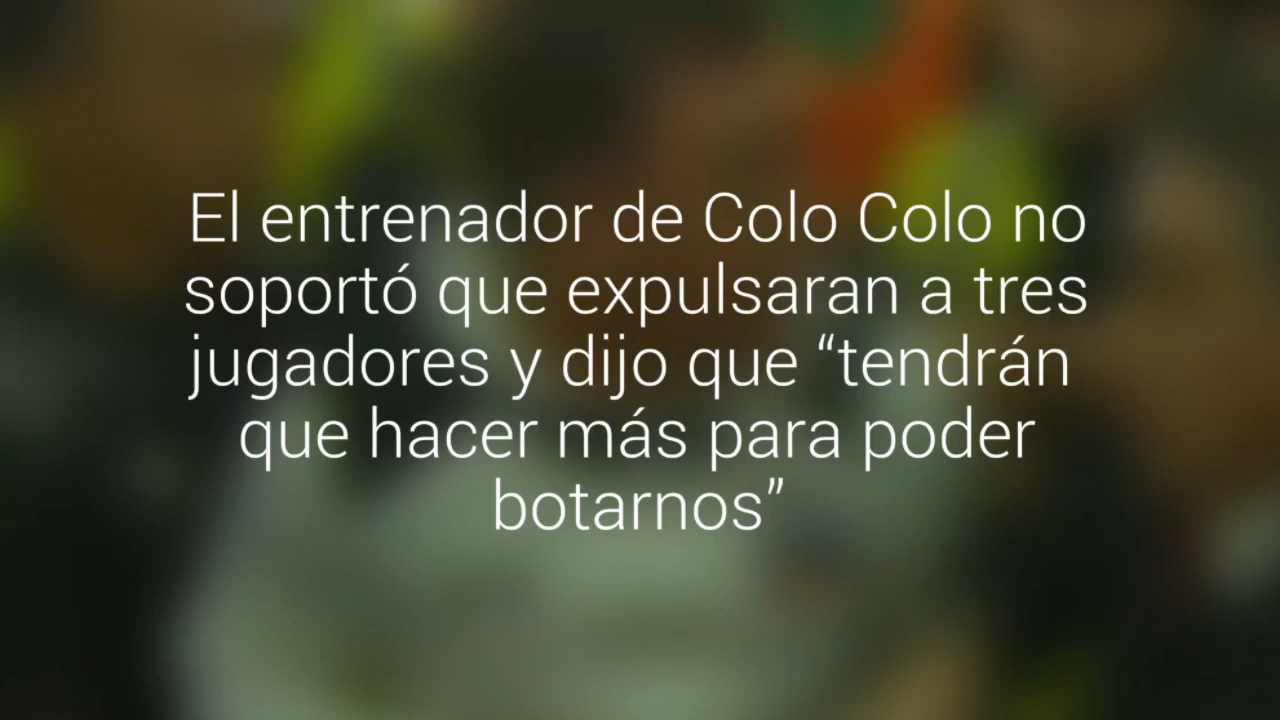 El entrenador de Colo Colo no
soportó que expulsaran a tres
jugadores y dijo que “tendrán
que hacer más para poder
botarnos”